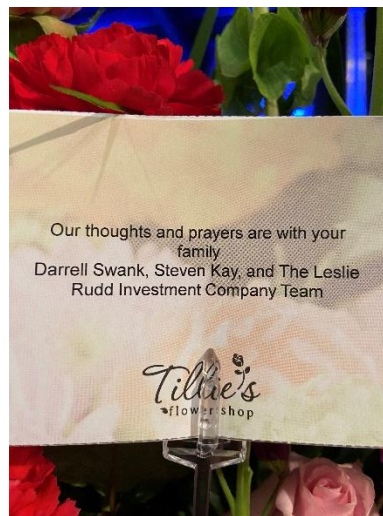 Our thoughts and prayers are with your
family
Darrell Swank, Steven Kay, and The Leslie
Rudd Investment Company Team
Tillie's
flower shop